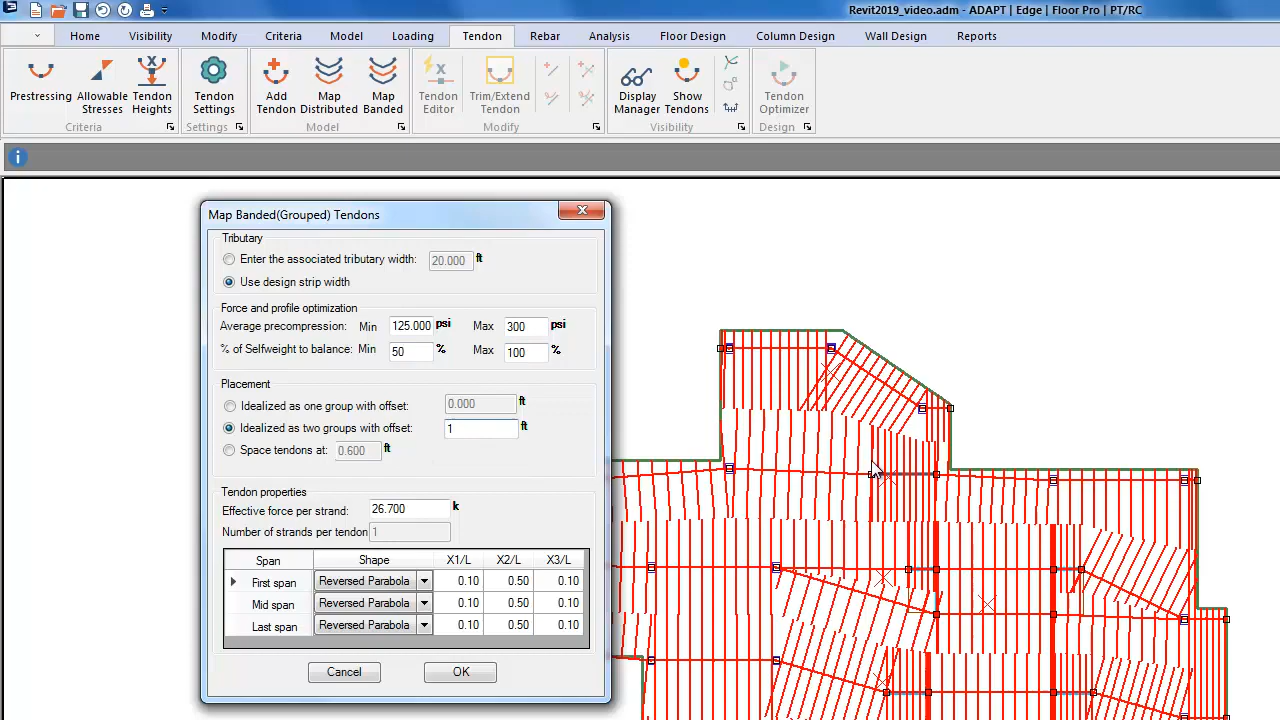 Revit2019_video.adm - ADAPT | Edge | Floor Pro | PT/RC
Home Visibility Modify Criteria Model Loading Tendon Rebar Analysis Floor Design Column Design Wall Design Reports
Prestressing Allowable Stresses Tendon Heights Tendon Settings Add Tendon Map Distributed Map Banded Tendon Editor Trim/Extend Tendon Display Manager Show Tendons Tendon Optimizer
Criteria Settings Model Modify Visibility Design
Map Banded(Grouped) Tendons
Tributary
Enter the associated tributary width: 20.000 ft
Use design strip width
Force and profile optimization
Average precompression: Min 125.000 psi Max 300 psi
% of Selfweight to balance: Min 50 % Max 100 %
Placement
Idealized as one group with offset: 0.000 ft
Idealized as two groups with offset: 1 ft
Space tendons at: 0.600 ft
Tendon properties
Effective force per strand: 26.700 k
Number of strands per tendon 1
Span Shape X1/L X2/L X3/L
First span Reversed Parabola 0.10 0.50 0.10
Mid span Reversed Parabola 0.10 0.50 0.10
Last span Reversed Parabola 0.10 0.50 0.10
Cancel OK